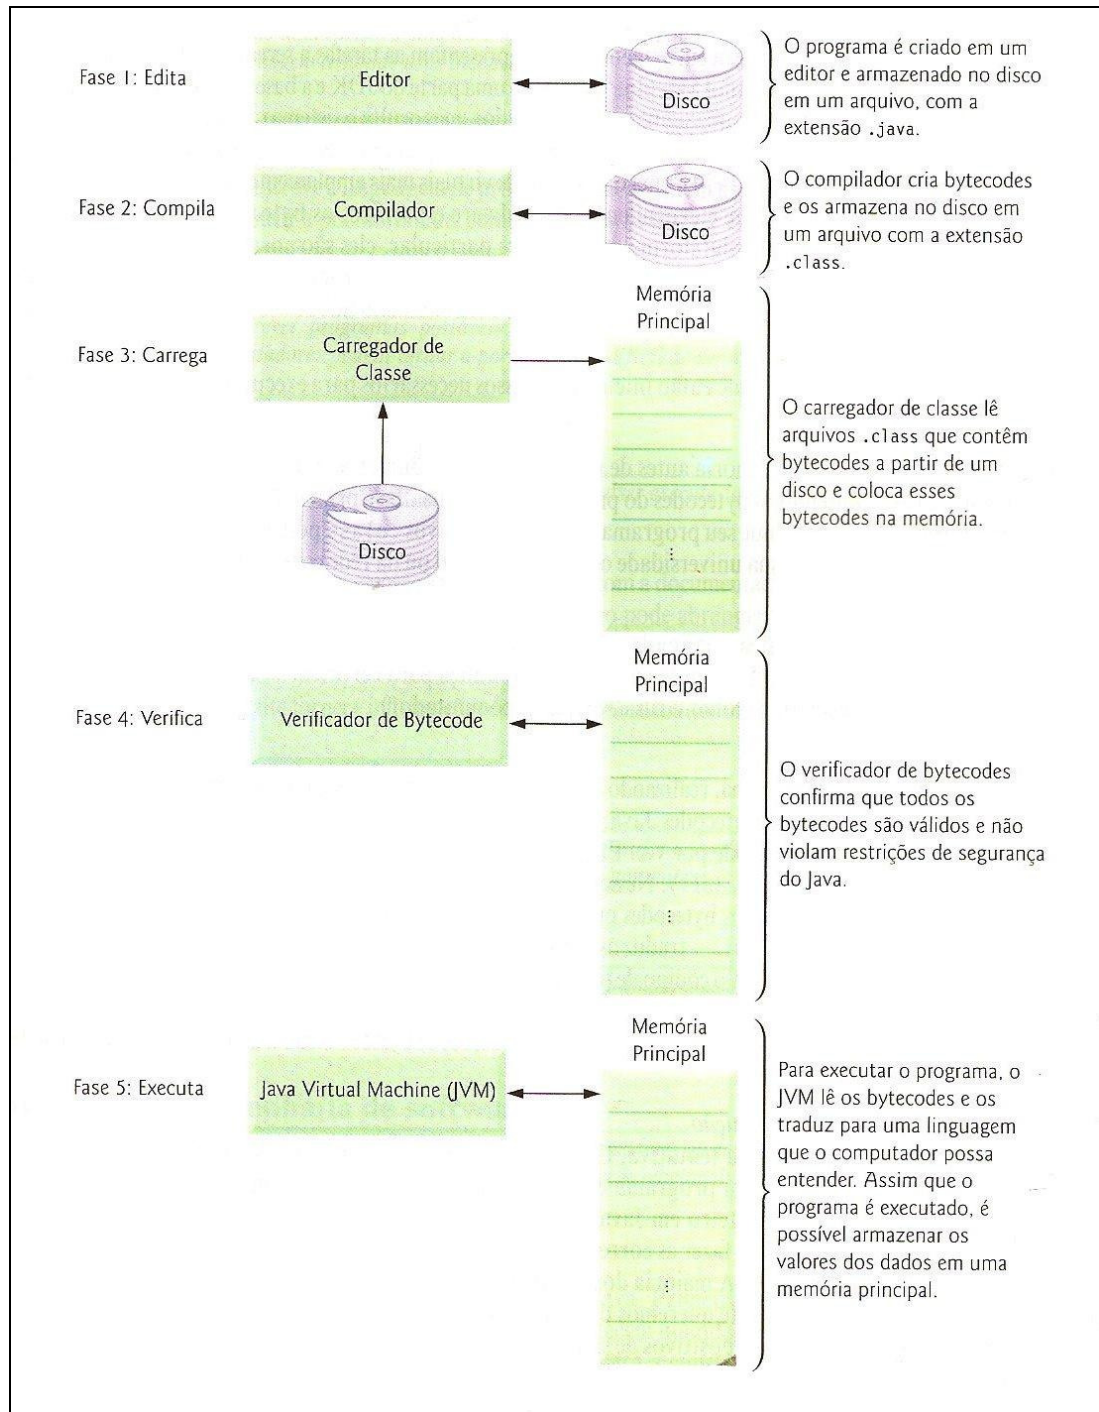 Fase 1: Edita
Editor
Disco
O programa é criado em um
editor e armazenado no disco
em um arquivo, com a
extensão .java.
Fase 2: Compila
Compilador
Disco
O compilador cria bytecodes
e os armazena no disco em
um arquivo com a extensão
.class.
Fase 3: Carrega
Carregador de
Classe
Disco
Memória
Principal
O carregador de classe lê
arquivos .class que contêm
bytecodes a partir de um
disco e coloca esses
bytecodes na memória.
Fase 4: Verifica
Verificador de Bytecode
Memória
Principal
O verificador de bytecodes
confirma que todos os
bytecodes são válidos e não
violam restrições de segurança
do Java.
Fase 5: Executa
Java Virtual Machine (JVM)
Memória
Principal
Para executar o programa, o
JVM lê os bytecodes e os
traduz para uma linguagem
que o computador possa
entender. Assim que o
programa é executado, é
possível armazenar os
valores dos dados em uma
memória principal.